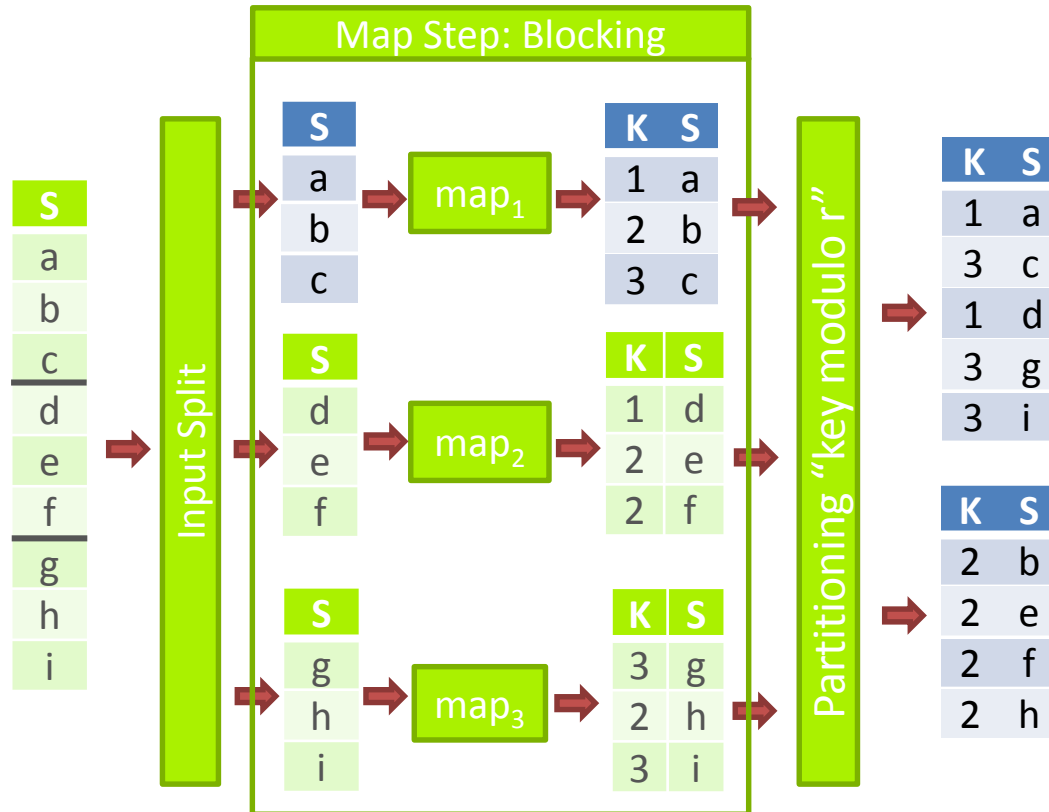 Map Step: Blocking
S
a
b
c
d
e
f
g
h
i
Input Split
S
a
b
c
map₁
K S
1 a
2 b
3 c
S
d
e
f
map₂
K S
1 d
2 e
2 f
S
g
h
i
map₃
K S
3 g
2 h
3 i
Partitioning “key modulo r”
K S
1 a
3 c
1 d
3 g
3 i
K S
2 b
2 e
2 f
2 h